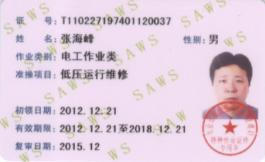 证 号: T110227197401120037
姓 名: 张海峰 性别: 男
作业类别: 电工作业类
准操项目: 低压运行维修
初领日期: 2012.12.21
有效期限: 2012.12.21至2018.12.21
复审日期: 2015.12
SAWS